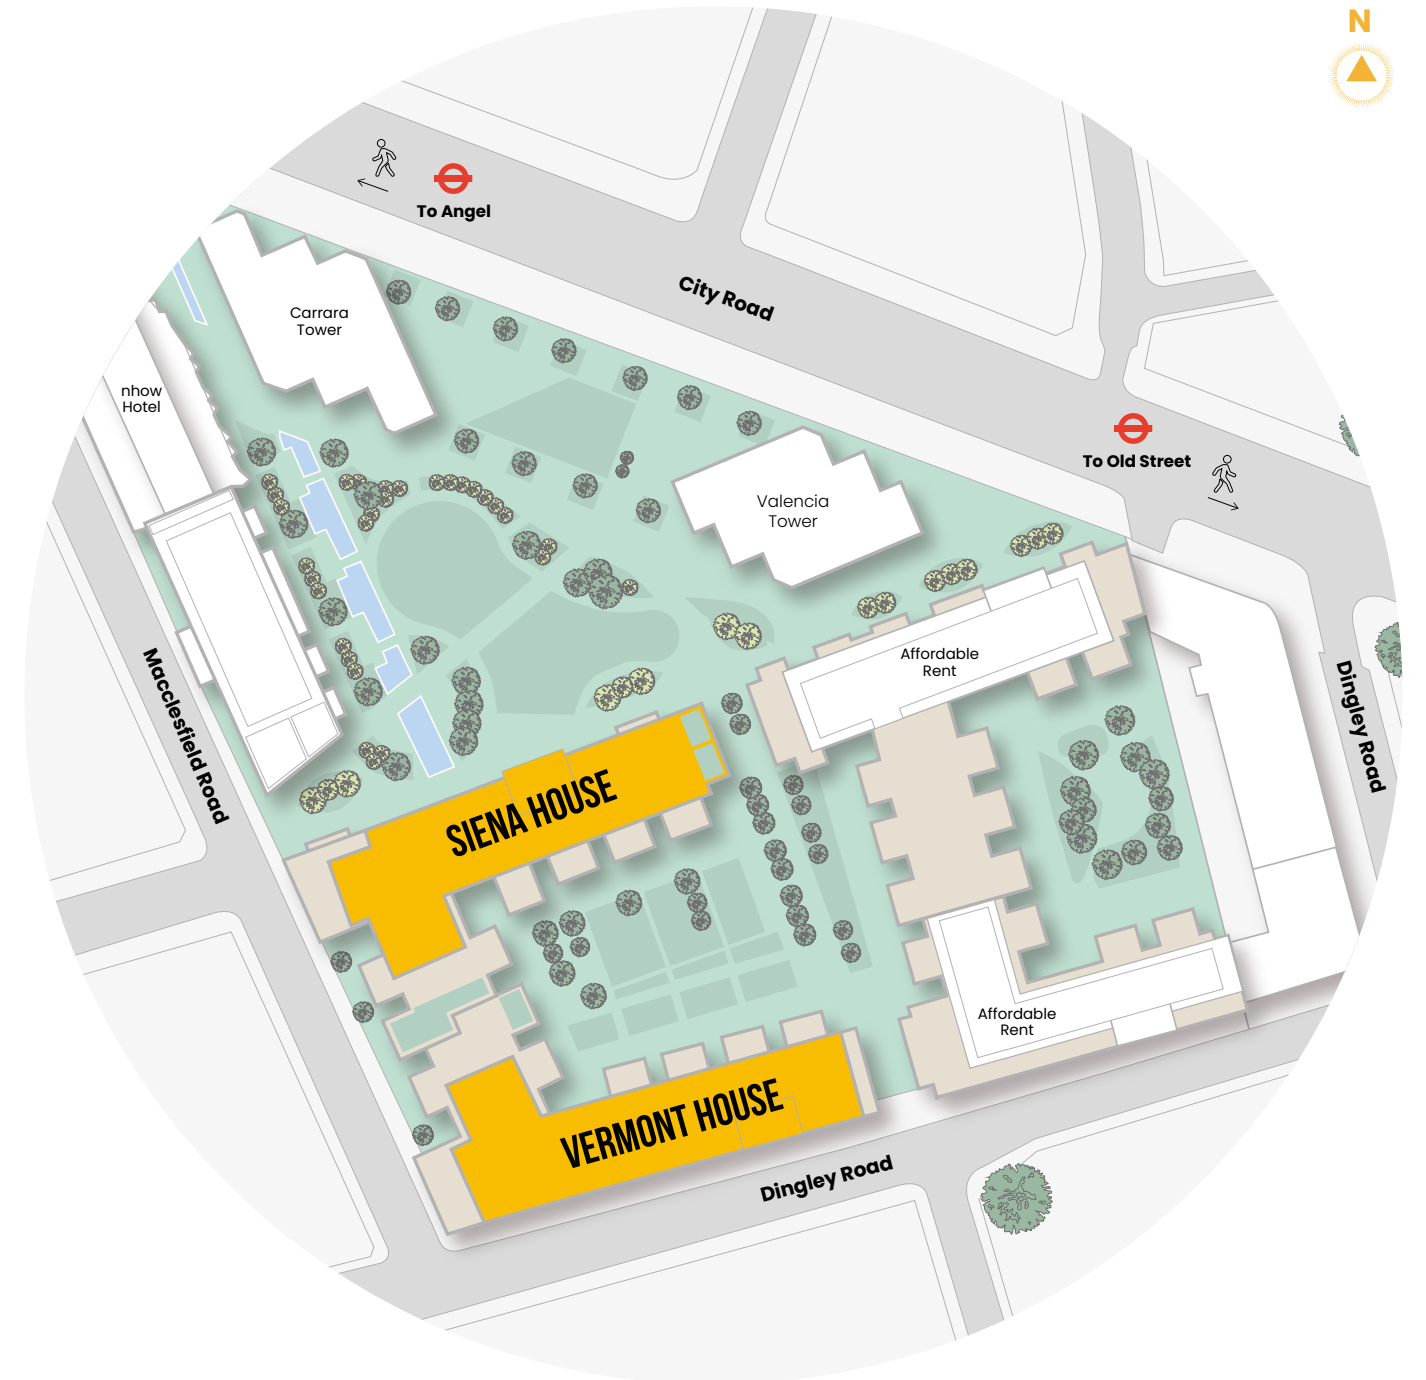 N
To Angel
City Road
Carrara
Tower
nhow
Hotel
To Old Street
Valencia
Tower
Affordable
Rent
Macclesfield Road
Dingley Road
SIENA HOUSE
Affordable
Rent
VERMONT HOUSE
Dingley Road